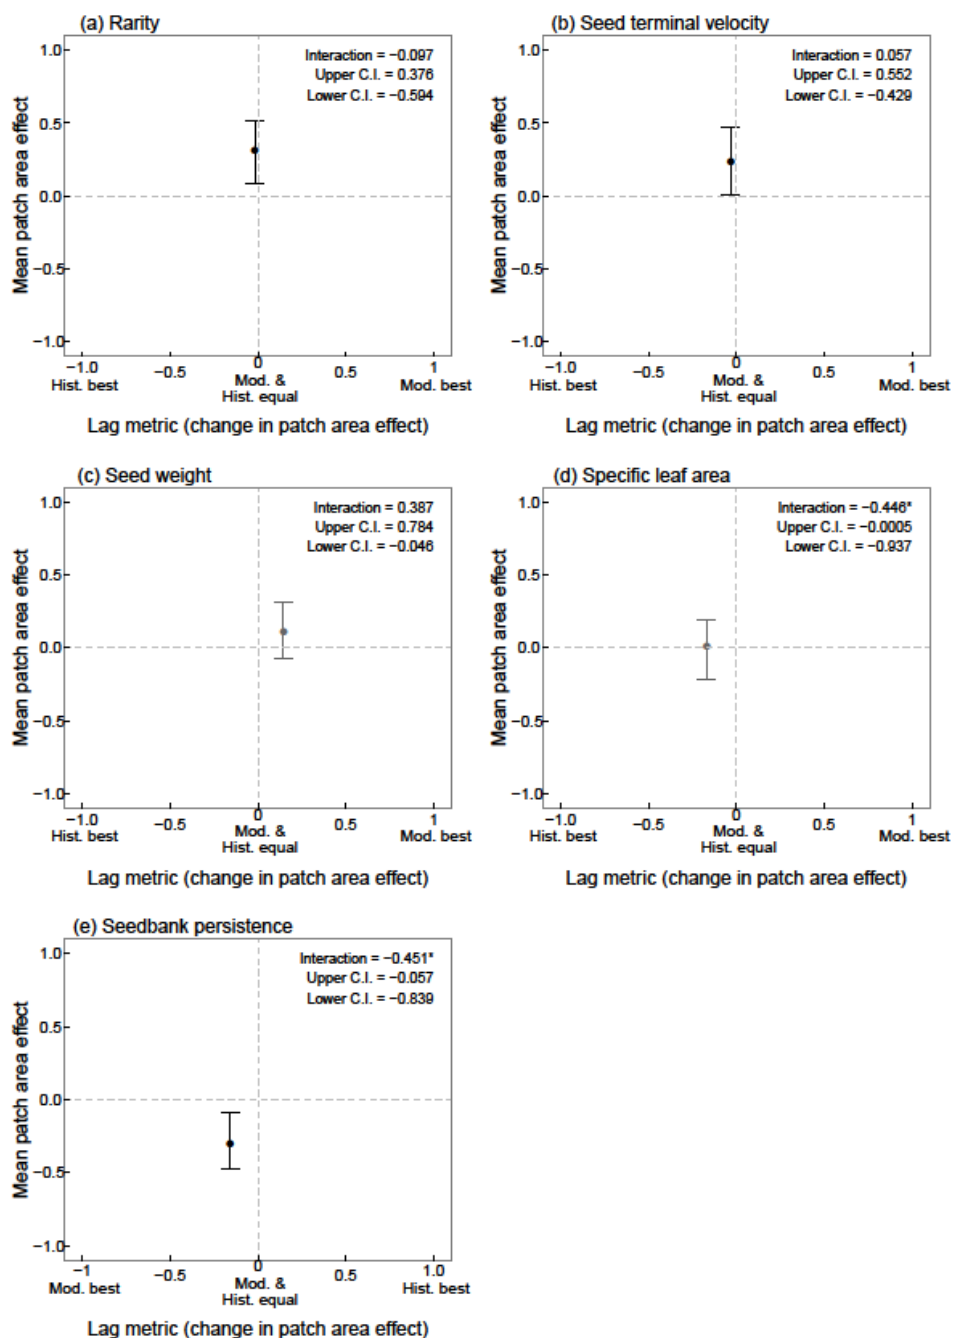 (a) Rarity
Interaction = −0.097
Upper C.I. = 0.376
Lower C.I. = −0.594
Mean patch area effect
1.0
0.5
0.0
−0.5
−1.0
−1.0 −0.5 0 0.5 1
Hist. best Mod. & Hist. equal Mod. best
Lag metric (change in patch area effect)
(b) Seed terminal velocity
Interaction = 0.057
Upper C.I. = 0.552
Lower C.I. = −0.429
Mean patch area effect
1.0
0.5
0.0
−0.5
−1.0
−1.0 −0.5 0 0.5 1
Hist. best Mod. & Hist. equal Mod. best
Lag metric (change in patch area effect)
(c) Seed weight
Interaction = 0.387
Upper C.I. = 0.784
Lower C.I. = −0.046
Mean patch area effect
1.0
0.5
0.0
−0.5
−1.0
−1.0 −0.5 0 0.5 1
Hist. best Mod. & Hist. equal Mod. best
Lag metric (change in patch area effect)
(d) Specific leaf area
Interaction = −0.446*
Upper C.I. = −0.0005
Lower C.I. = −0.937
Mean patch area effect
1.0
0.5
0.0
−0.5
−1.0
−1.0 −0.5 0 0.5 1
Hist. best Mod. & Hist. equal Mod. best
Lag metric (change in patch area effect)
(e) Seedbank persistence
Interaction = −0.451*
Upper C.I. = −0.057
Lower C.I. = −0.839
Mean patch area effect
1.0
0.5
0.0
−0.5
−1.0
−1 −0.5 0 0.5 1.0
Mod. best Mod. & Hist. equal Hist. best
Lag metric (change in patch area effect)